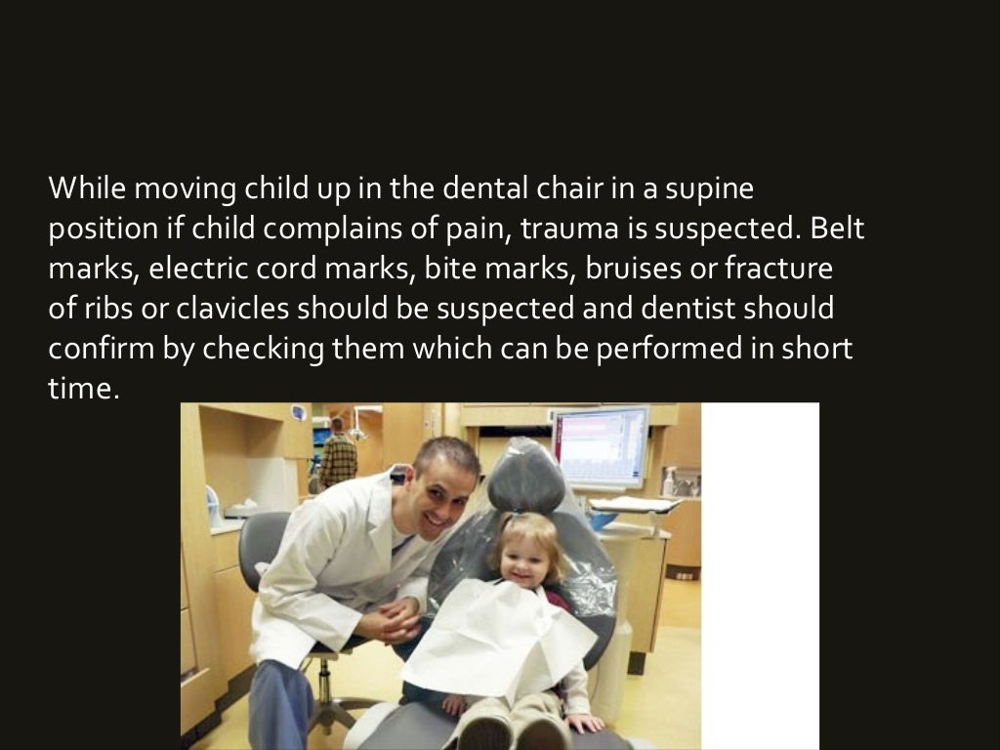 While moving child up in the dental chair in a supine
position if child complains of pain, trauma is suspected. Belt
marks, electric cord marks, bite marks, bruises or fracture
of ribs or clavicles should be suspected and dentist should
confirm by checking them which can be performed in short
time.